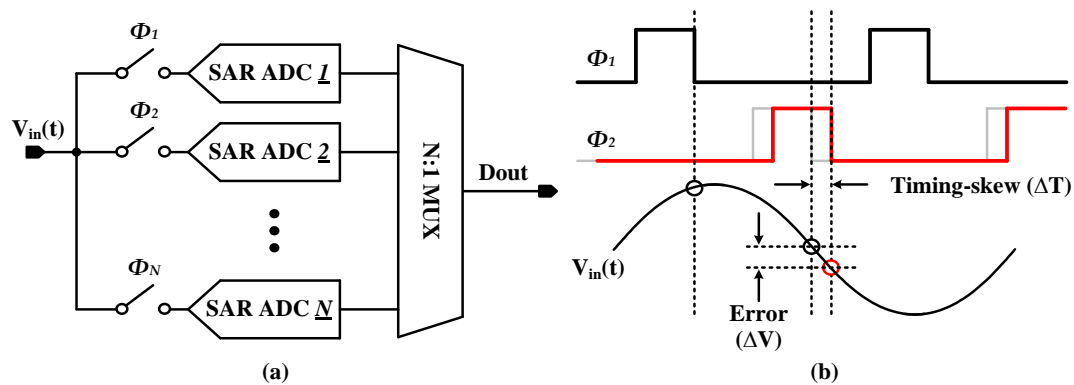 Φ1
SAR ADC 1
Φ2
Vin(t)
SAR ADC 2
ΦN
SAR ADC N
N:1 MUX
Dout
(a)
Φ1
Φ2
Timing-skew (ΔT)
Vin(t)
Error
(ΔV)
(b)